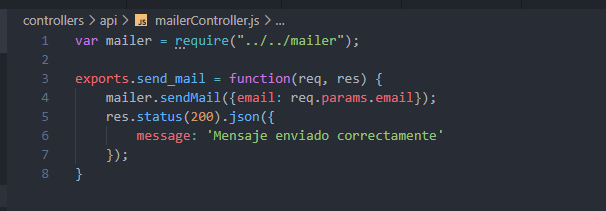 controllers > api > JS mailerController.js > ...
1 var mailer = require("../../mailer");
2
3 exports.send_mail = function(req, res) {
4     mailer.sendMail({email: req.params.email});
5     res.status(200).json({
6         message: 'Mensaje enviado correctamente'
7     });
8 }